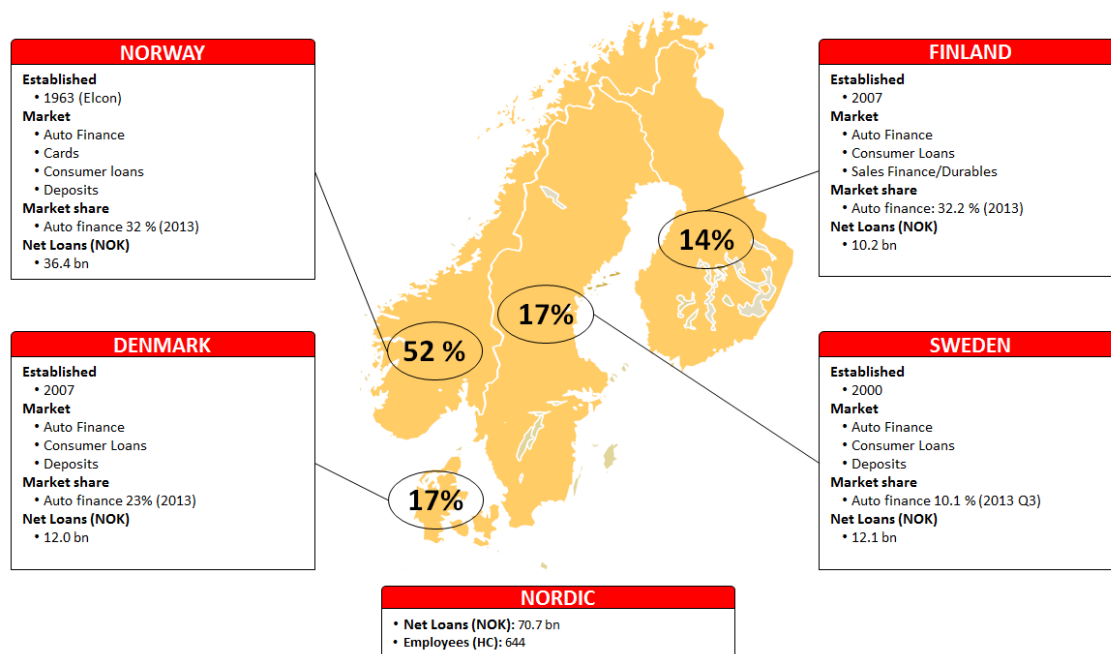 NORWAY
Established
• 1963 (Elcon)
Market
• Auto Finance
• Cards
• Consumer loans
• Deposits
Market share
• Auto finance 32 % (2013)
Net Loans (NOK)
• 36.4 bn
FINLAND
Established
• 2007
Market
• Auto Finance
• Consumer Loans
• Sales Finance/Durables
Market share
• Auto finance: 32.2 % (2013)
Net Loans (NOK)
• 10.2 bn
14%
17%
52 %
17%
DENMARK
Established
• 2007
Market
• Auto Finance
• Consumer Loans
• Deposits
Market share
• Auto finance 23% (2013)
Net Loans (NOK)
• 12.0 bn
SWEDEN
Established
• 2000
Market
• Auto Finance
• Consumer Loans
• Deposits
Market share
• Auto finance 10.1 % (2013 Q3)
Net Loans (NOK)
• 12.1 bn
NORDIC
• Net Loans (NOK): 70.7 bn
• Employees (HC): 644